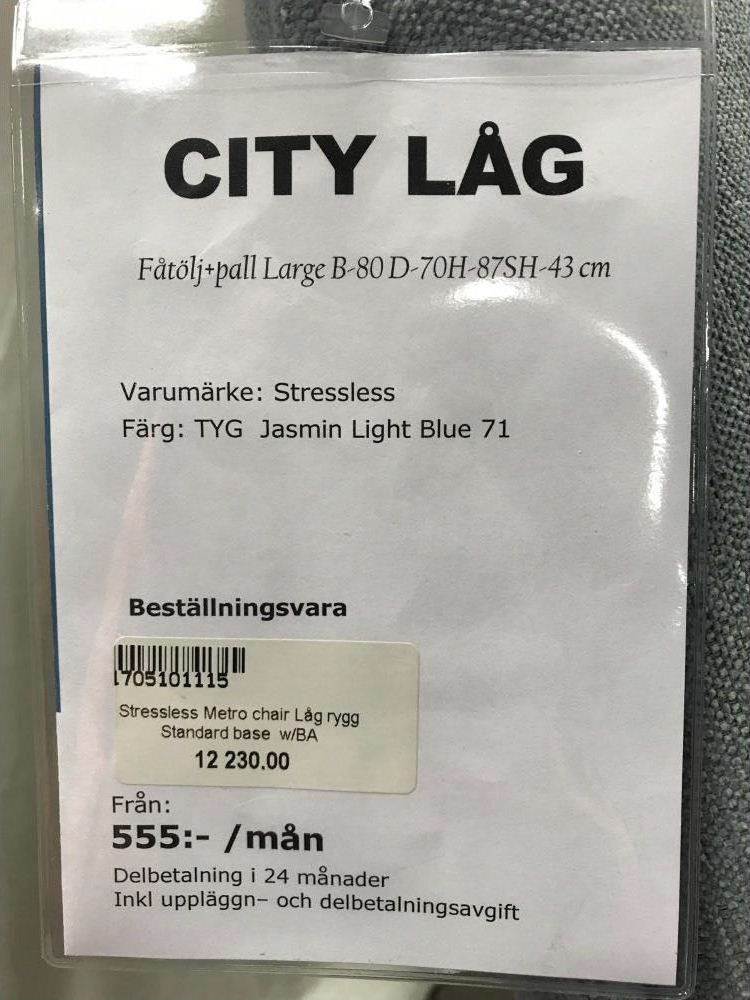 CITY LÅG
Fåtölj+pall Large B-80 D-70H-87SH-43 cm
Varumärke: Stressless
Färg: TYG Jasmin Light Blue 71
Beställningsvara
1705101115
Stressless Metro chair Låg rygg
Standard base w/BA
12 230.00
Från:
555:- /mån
Delbetalning i 24 månader
Inkl uppläggn- och delbetalningsavgift